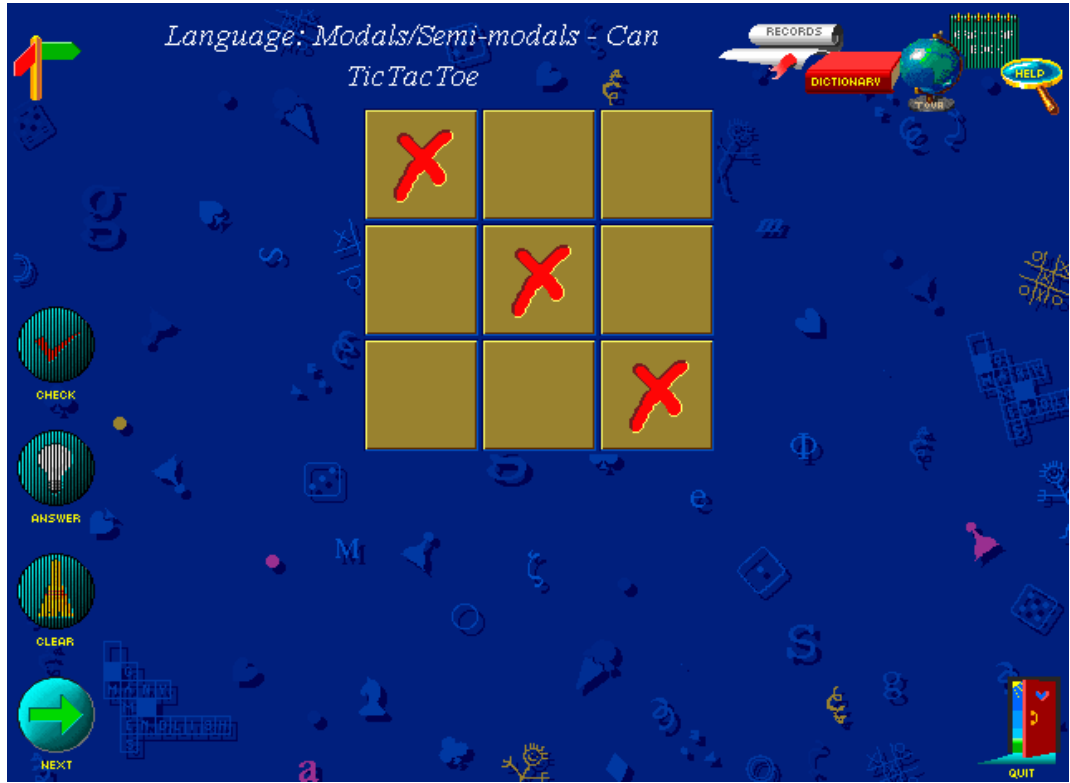 Language: Modals/Semi-modals - Can
TicTacToe
RECORDS
DICTIONARY
TOUR
HELP
CHECK
ANSWER
CLEAR
NEXT
QUIT
g
m
e
M
S
a